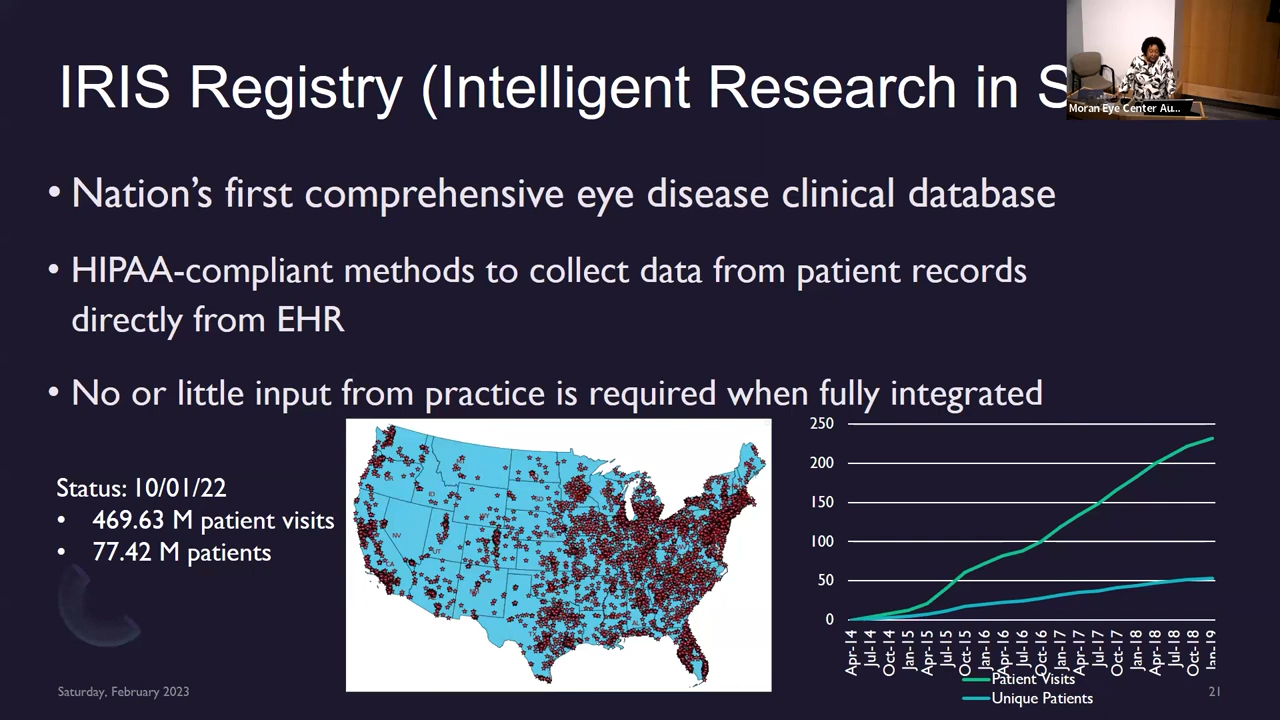 IRIS Registry (Intelligent Research in S
Moran Eye Center Au...
• Nation's first comprehensive eye disease clinical database
• HIPAA-compliant methods to collect data from patient records
directly from EHR
• No or little input from practice is required when fully integrated
Status: 10/01/22
• 469.63 M patient visits
• 77.42 M patients
250
200
150
100
50
0
Apr-14
Jul-14
Oct-14
Jan-15
Apr-15
Jul-15
Oct-15
Jan-16
Apr-16
Jul-16
Oct-16
Jan-17
Apr-17
Jul-17
Oct-17
Jan-18
Apr-18
Jul-18
Oct-18
Jan-19
Patient Visits
Unique Patients
NV
UT
ID
Saturday, February 2023
21